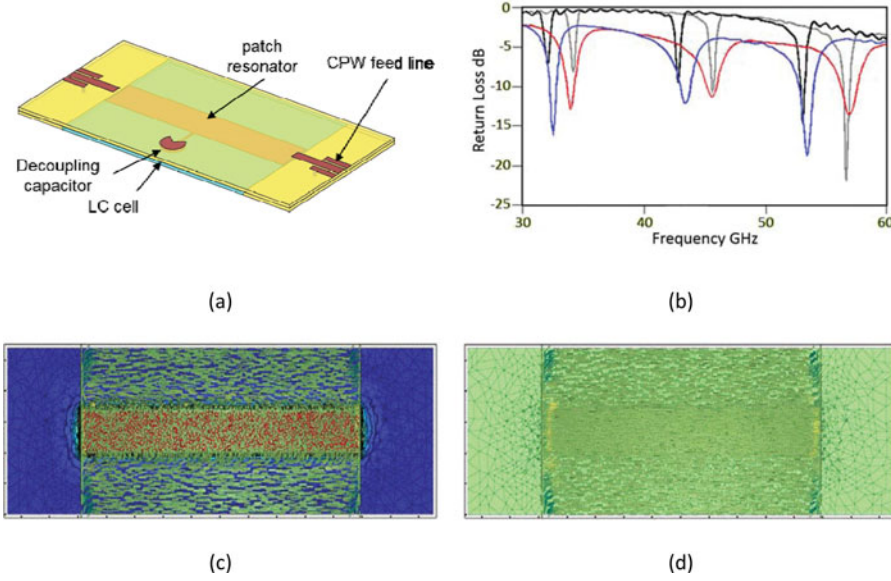 patch
resonator
CPW feed line
Decoupling
capacitor
LC cell
(a)
Return Loss dB
0
-5
-10
-15
-20
-25
30
40
50
60
Frequency GHz
(b)
(c)
(d)